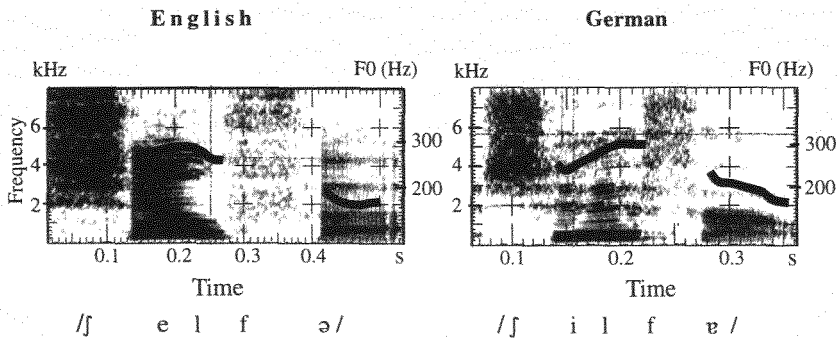 English German
kHz F0 (Hz) kHz F0 (Hz)
6 300 6 300
Frequency
4 4
200 200
2 2
0.1 0.2 0.3 0.4 s 0.1 0.2 0.3 s
Time Time
/ʃ e l f ə/ /ʃ i l f ɐ /